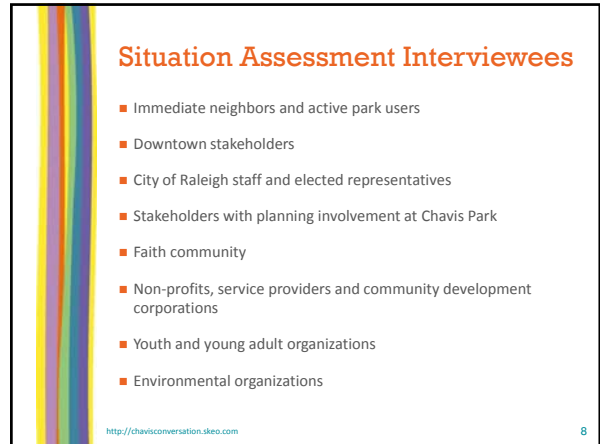 Situation Assessment Interviewees
Immediate neighbors and active park users
Downtown stakeholders
City of Raleigh staff and elected representatives
Stakeholders with planning involvement at Chavis Park
Faith community
Non-profits, service providers and community development
corporations
Youth and young adult organizations
Environmental organizations
http://chavisconversation.skeo.com
8